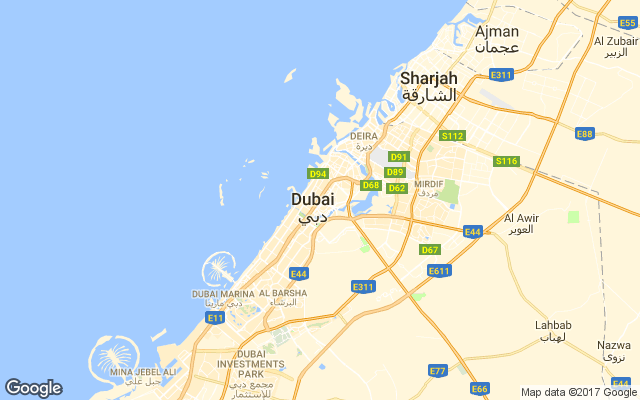 Ajman
عجمان
E55
Al Zubair
الزبير
Sharjah
الشارقة
E311
DEIRA
ديرة
S112
E88
D91
S116
D94
D89
D68
D62
MIRDIF
مردف
Dubai
دبي
Al Awir
العوير
E44
D67
E44
E611
DUBAI MARINA
دبي مارينا
AL BARSHA
البرشاء
E311
E11
Lahbab
لهباب
Nazwa
نزوى
DUBAI
INVESTMENTS
PARK
مجمع دبي
للإستثمار
MINA JEBEL ALI
جبل علي
E77
E66
E44
Google
Map data ©2017 Google